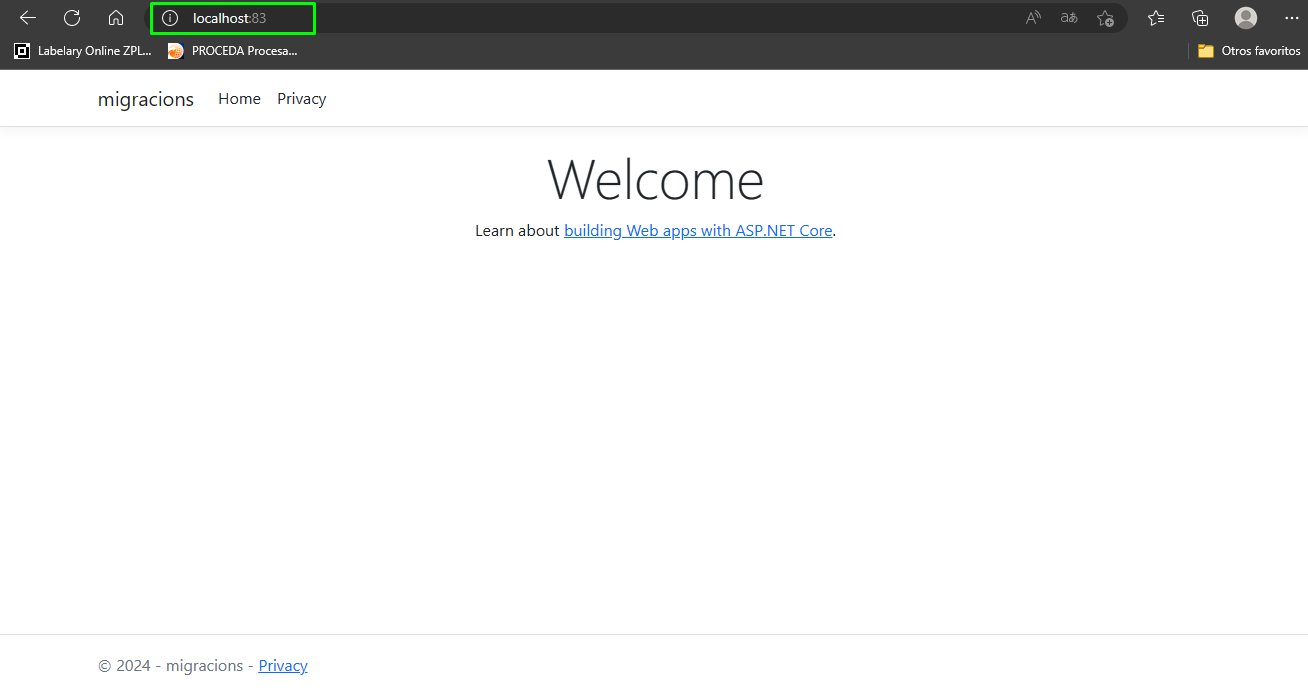 localhost:83
Labelary Online ZPL... PROCEDA Procesa... Otros favoritos
migracions Home Privacy
Welcome
Learn about building Web apps with ASP.NET Core.
© 2024 - migracions - Privacy